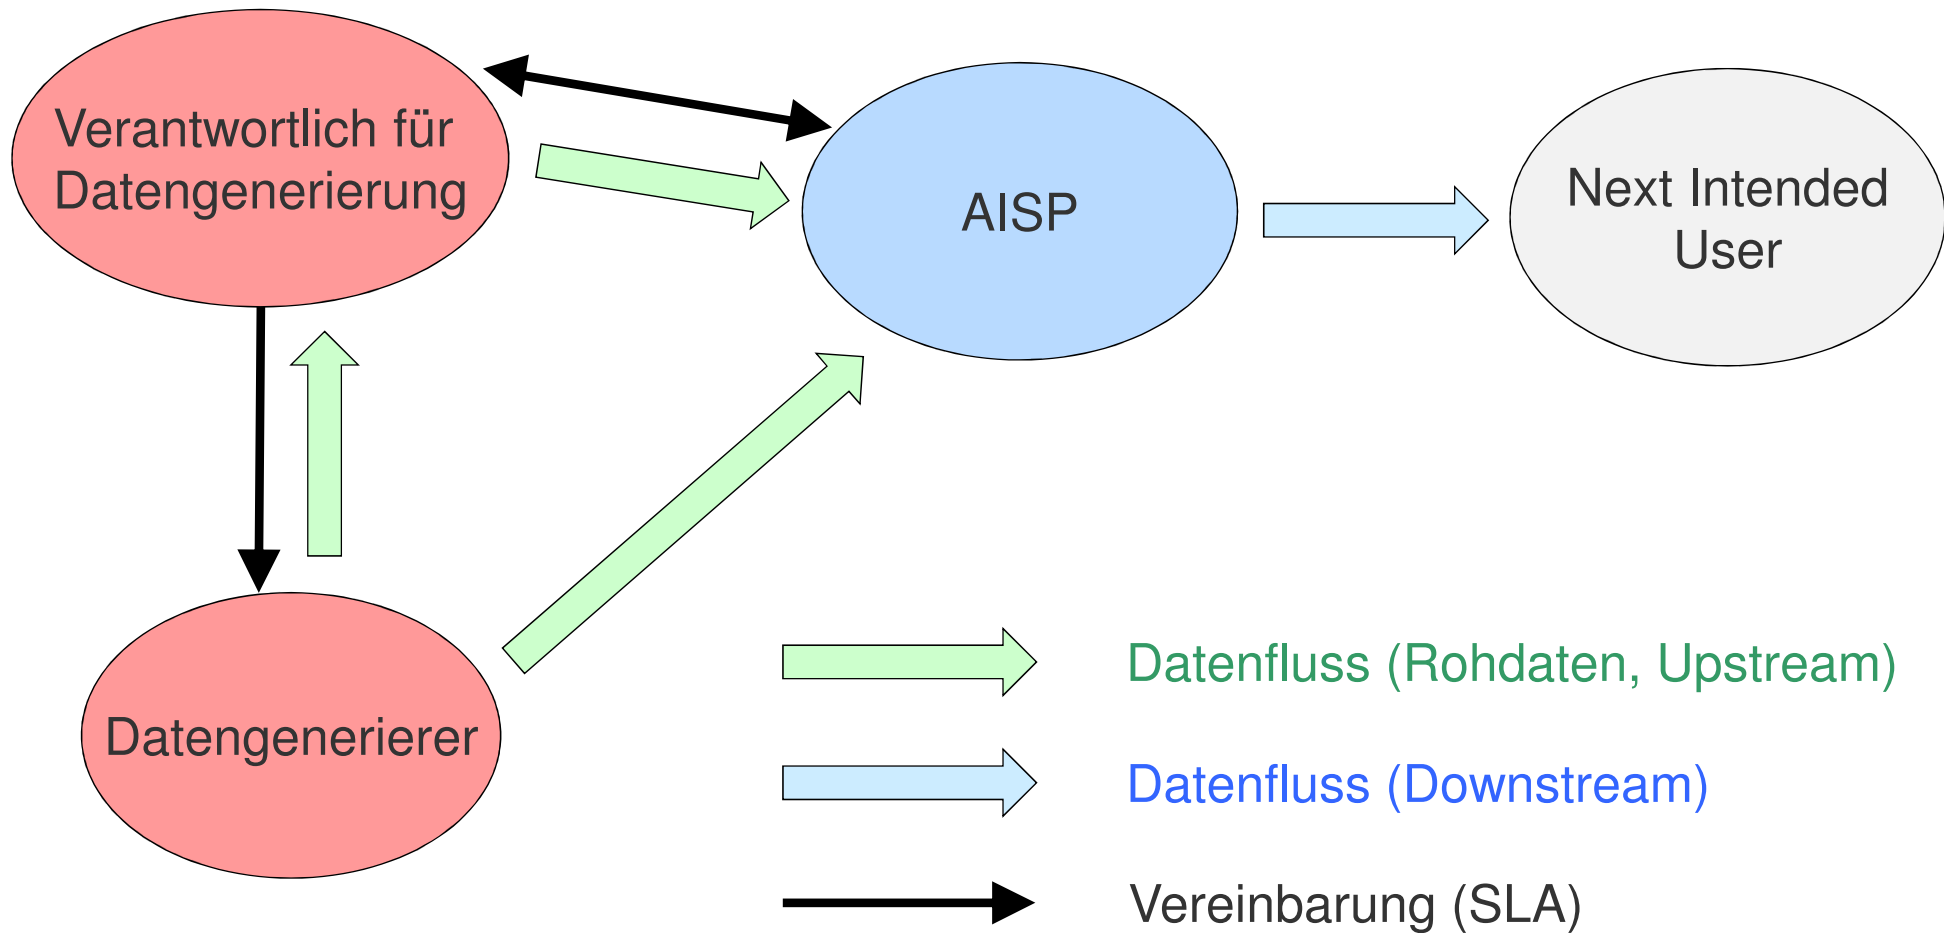 Verantwortlich für
Datengenerierung
AISP
Next Intended
User
Datengenerierer
Datenfluss (Rohdaten, Upstream)
Datenfluss (Downstream)
Vereinbarung (SLA)